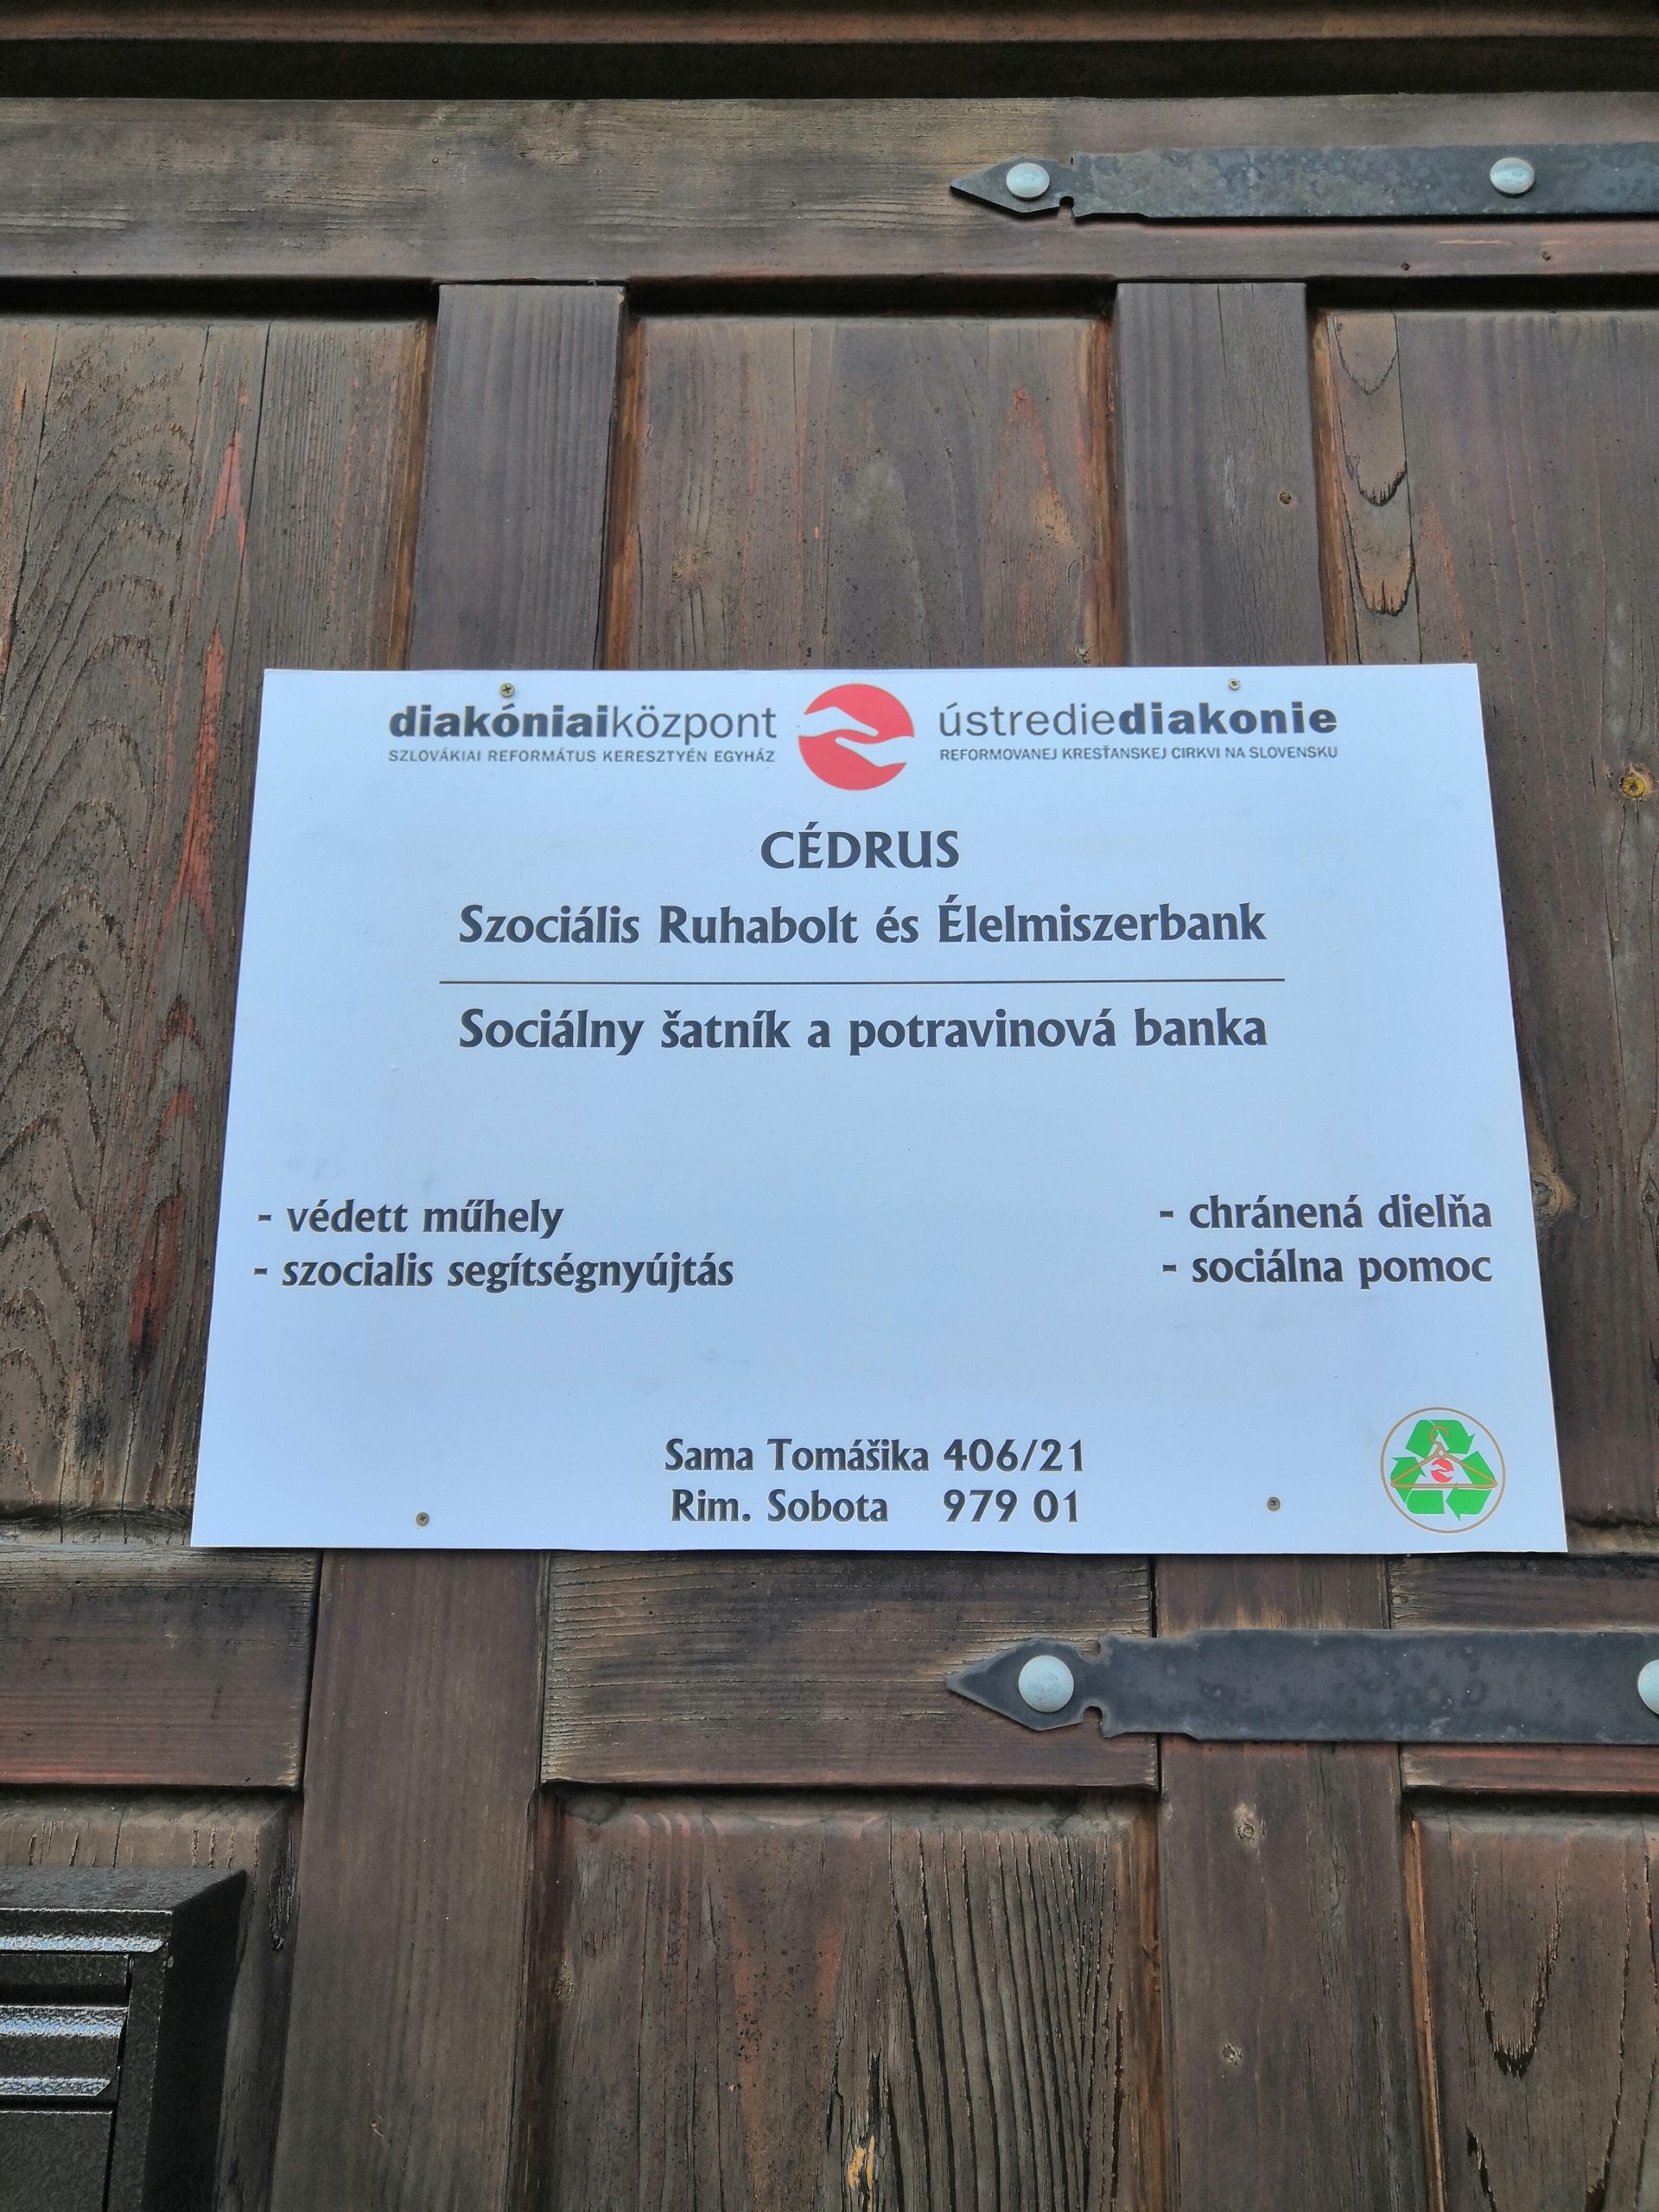 diakóniaiközpont
SZLOVÁKIAI REFORMÁTUS KERESZTYÉN EGYHÁZ
ústrediediakonie
REFORMOVANEJ KRESŤANSKEJ CIRKVI NA SLOVENSKU
CÉDRUS
Szociális Ruhabolt és Élelmiszerbank
Sociálny šatník a potravinová banka
- védett műhely
- szocialis segítségnyújtás
- chránená dielňa
- sociálna pomoc
Sama Tomášika 406/21
Rim. Sobota 979 01